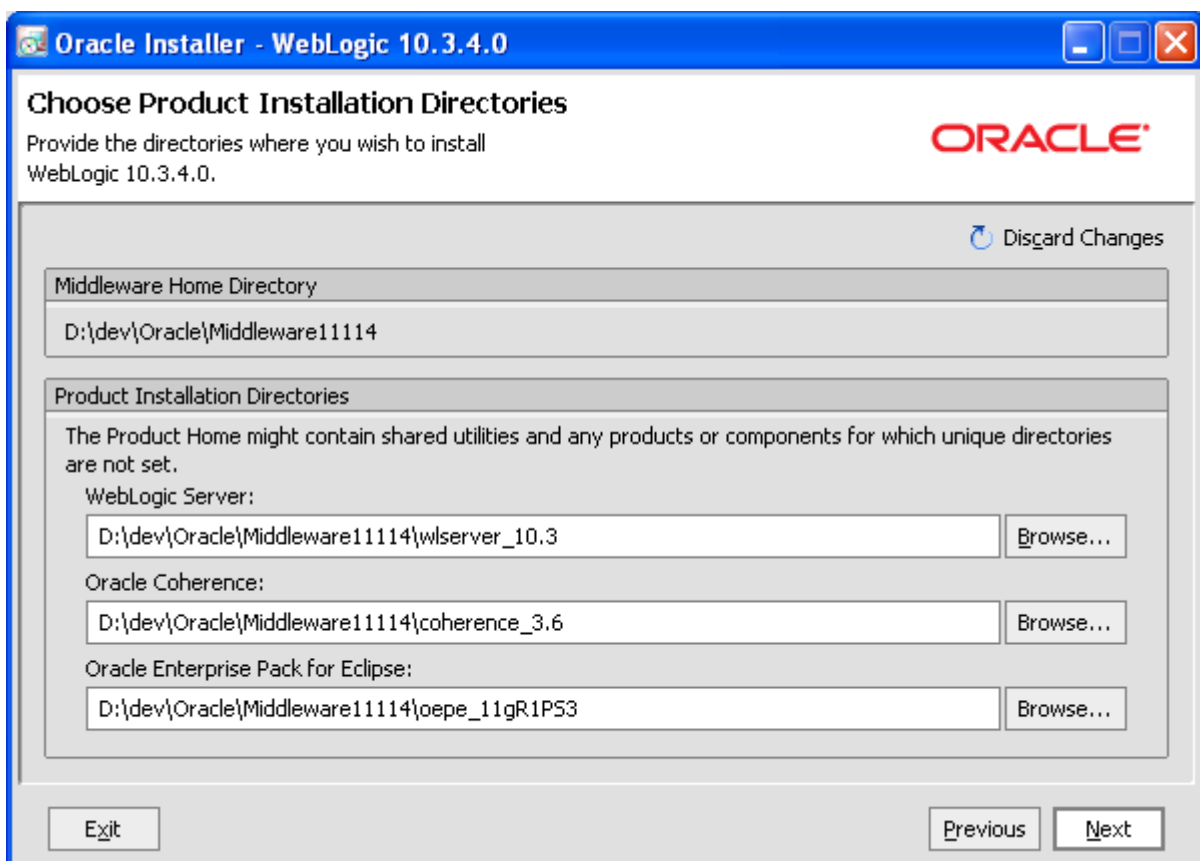 Oracle Installer - WebLogic 10.3.4.0
Choose Product Installation Directories
Provide the directories where you wish to install
WebLogic 10.3.4.0.
ORACLE
Discard Changes
Middleware Home Directory
D:\dev\Oracle\Middleware11114
Product Installation Directories
The Product Home might contain shared utilities and any products or components for which unique directories
are not set.
WebLogic Server:
D:\dev\Oracle\Middleware11114\wlserver_10.3
Browse...
Oracle Coherence:
D:\dev\Oracle\Middleware11114\coherence_3.6
Browse...
Oracle Enterprise Pack for Eclipse:
D:\dev\Oracle\Middleware11114\oepe_11gR1PS3
Browse...
Exit
Previous
Next